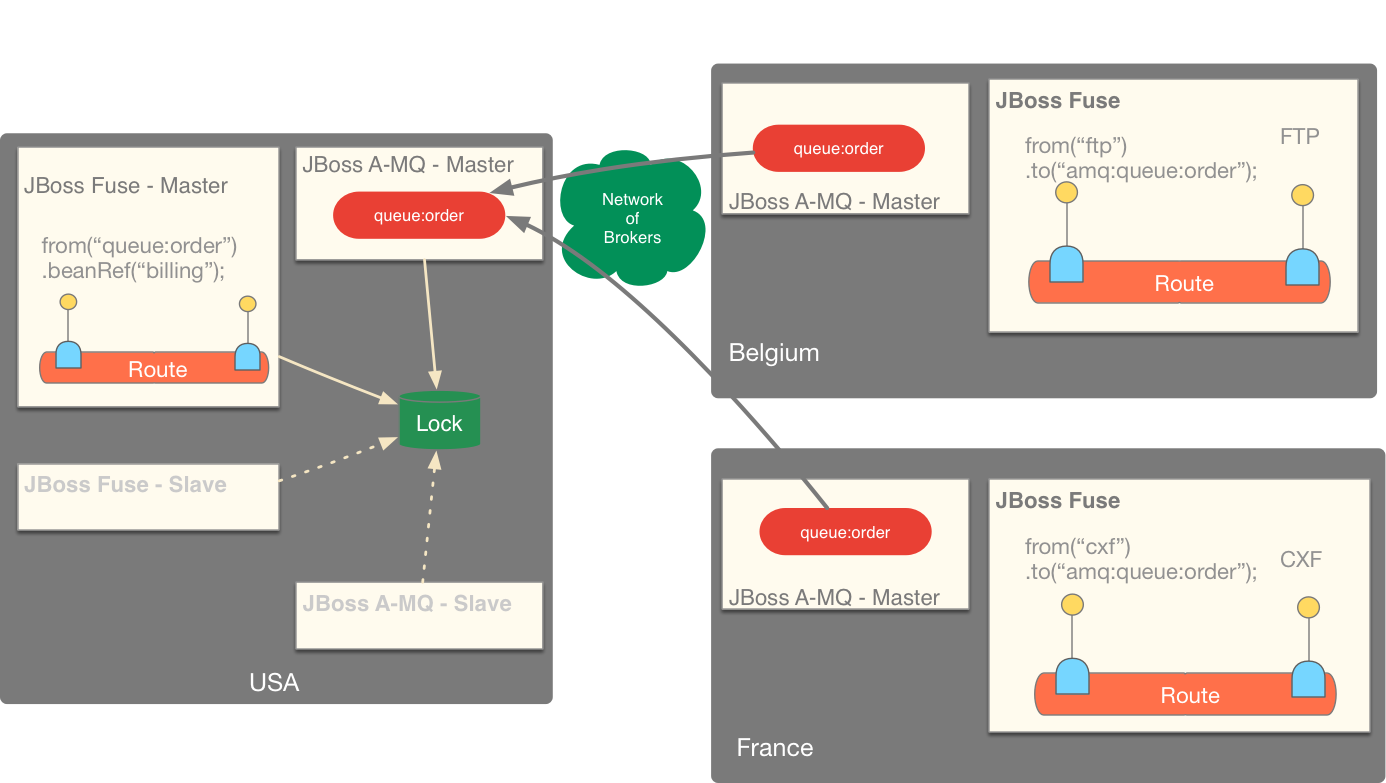 JBoss Fuse - Master
from(“queue:order”)
.beanRef(“billing”);
Route
JBoss A-MQ - Master
queue:order
Lock
JBoss Fuse - Slave
JBoss A-MQ - Slave
USA
Network
of
Brokers
queue:order
JBoss A-MQ - Master
JBoss Fuse
FTP
from(“ftp”)
.to(“amq:queue:order”);
Route
Belgium
queue:order
JBoss A-MQ - Master
JBoss Fuse
from(“cxf”)
.to(“amq:queue:order”);
CXF
Route
France